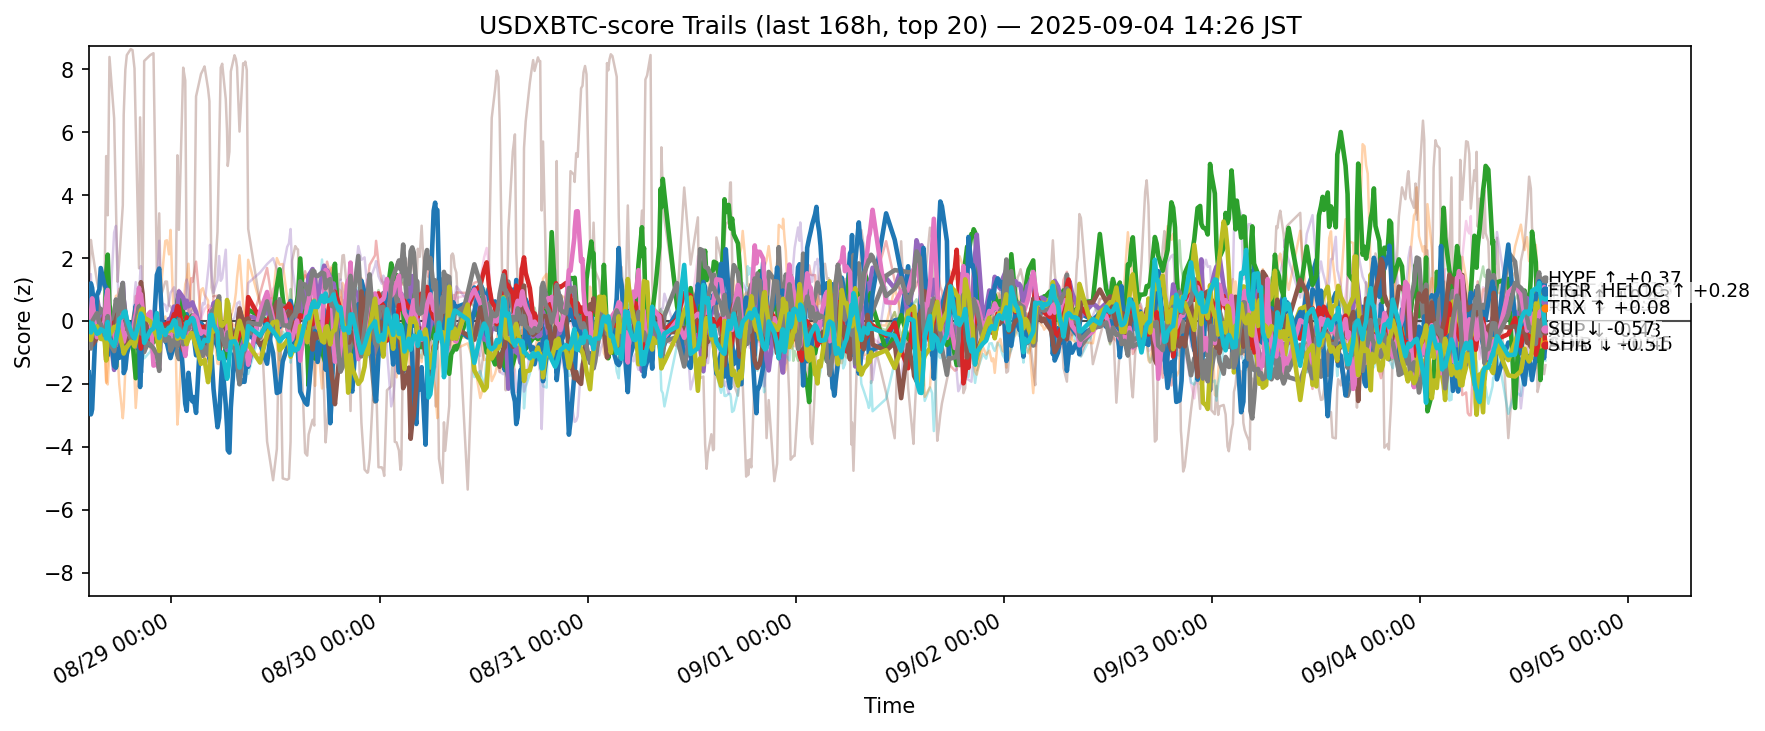 USDXBTC-score Trails (last 168h, top 20) — 2025-09-04 14:26 JST
Score (z)
8
6
4
2
0
−2
−4
−6
−8
HYPE ↑ +0.37
FIGR_HELOC ↑ +0.28
TRX ↑ +0.08
↓ -0.57
SHIB ↓ -0.51
08/29 00:00
08/30 00:00
08/31 00:00
09/01 00:00
09/02 00:00
09/03 00:00
09/04 00:00
09/05 00:00
Time